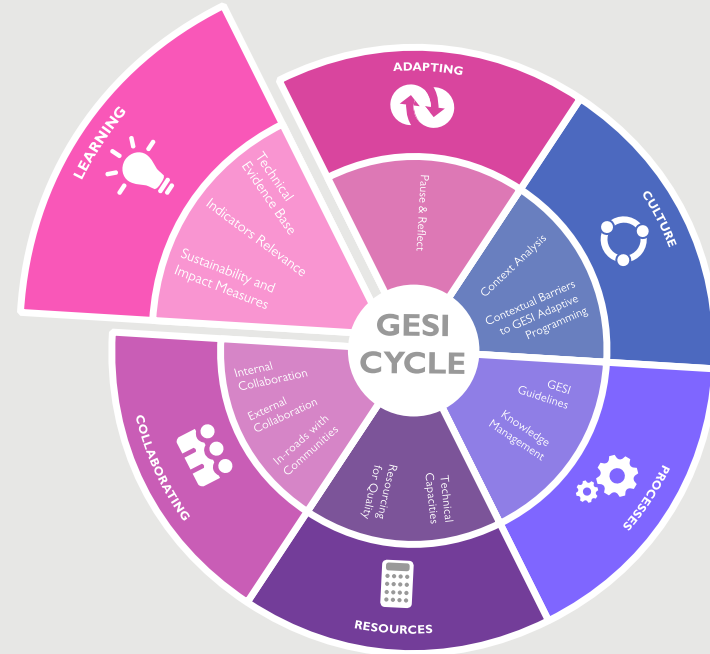 GESI
CYCLE
ADAPTING
Pause & Reflect
CULTURE
Context Analysis
Contextual Barriers
to GESI Adaptive
Programming
PROCESSES
GESI
Guidelines
Knowledge
Management
RESOURCES
Technical
Capacities
Resourcing
for Quality
COLLABORATING
Internal
Collaboration
External
Collaboration
In-roads with
Communities
LEARNING
Technical
Evidence Base
Indicators Relevance
Sustainability and
Impact Measures